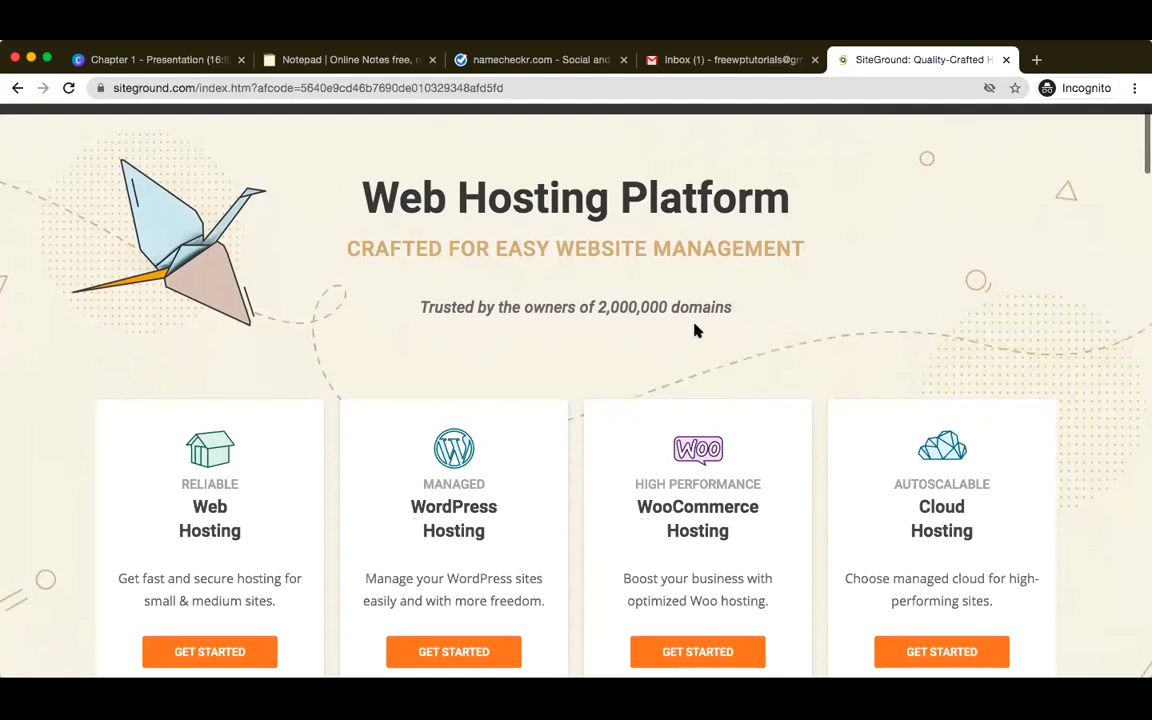 Chapter 1 - Presentation (16:9
Notepad | Online Notes free, n
namecheckr.com - Social and
Inbox (1) - freewptutorials@gm
SiteGround: Quality-Crafted H
siteground.com/index.htm?afcode=5640e9cd46b7690de010329348afd5fd
Incognito
Web Hosting Platform
CRAFTED FOR EASY WEBSITE MANAGEMENT
Trusted by the owners of 2,000,000 domains
RELIABLE
Web
Hosting
Get fast and secure hosting for
small & medium sites.
GET STARTED
MANAGED
WordPress
Hosting
Manage your WordPress sites
easily and with more freedom.
GET STARTED
WOO
HIGH PERFORMANCE
WooCommerce
Hosting
Boost your business with
optimized Woo hosting.
GET STARTED
AUTOSCALABLE
Cloud
Hosting
Choose managed cloud for high-
performing sites.
GET STARTED